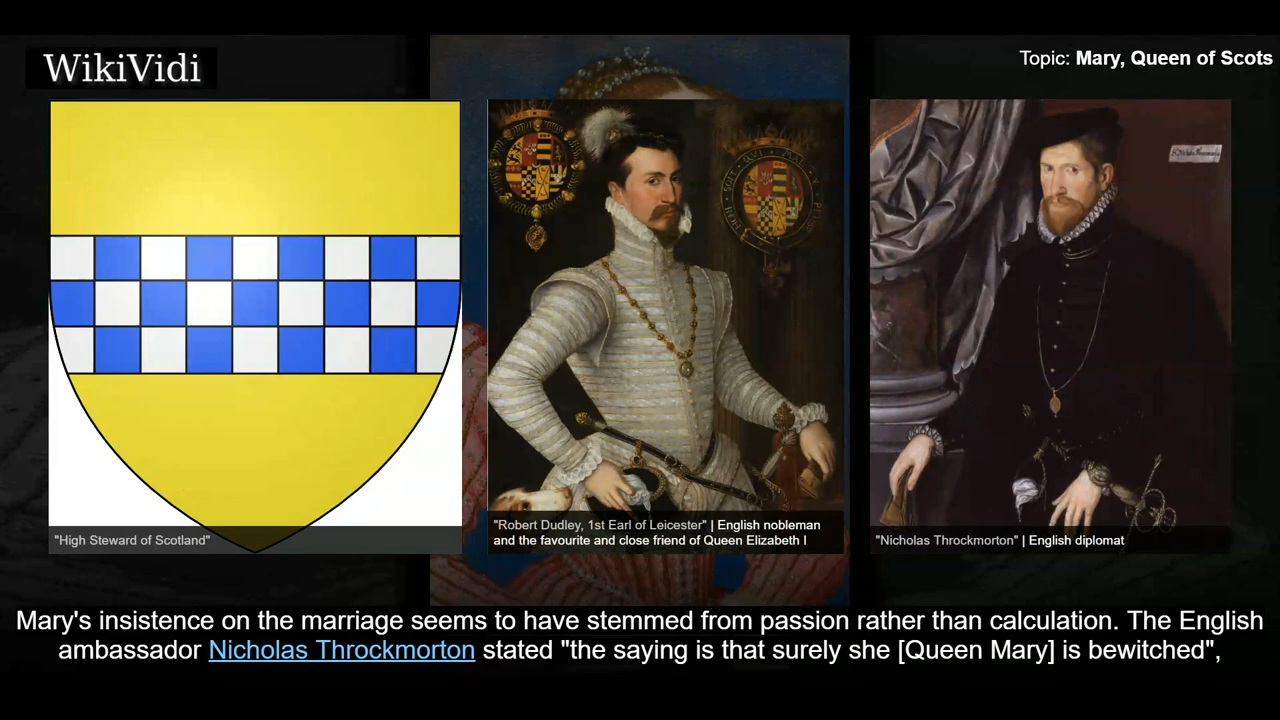 WikiVidi
Topic: Mary, Queen of Scots
"High Steward of Scotland"
"Robert Dudley, 1st Earl of Leicester" | English nobleman
and the favourite and close friend of Queen Elizabeth I
"Nicholas Throckmorton" | English diplomat
Mary's insistence on the marriage seems to have stemmed from passion rather than calculation. The English
ambassador Nicholas Throckmorton stated "the saying is that surely she [Queen Mary] is bewitched",